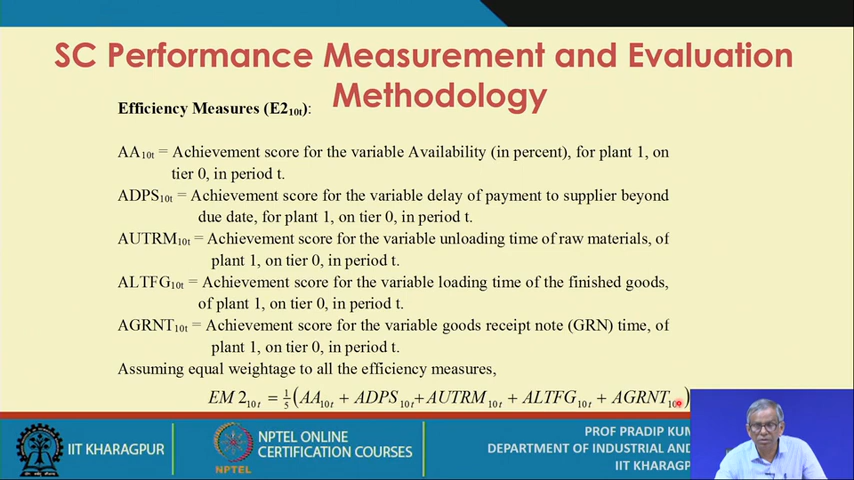 SC Performance Measurement and Evaluation
Methodology
Efficiency Measures (E2₁₀ₜ):
AA₁₀ₜ = Achievement score for the variable Availability (in percent), for plant 1, on
tier 0, in period t.
ADPS₁₀ₜ = Achievement score for the variable delay of payment to supplier beyond
due date, for plant 1, on tier 0, in period t.
AUTRM₁₀ₜ = Achievement score for the variable unloading time of raw materials, of
plant 1, on tier 0, in period t.
ALTFG₁₀ₜ = Achievement score for the variable loading time of the finished goods,
of plant 1, on tier 0, in period t.
AGRNT₁₀ₜ = Achievement score for the variable goods receipt note (GRN) time, of
plant 1, on tier 0, in period t.
Assuming equal weightage to all the efficiency measures,
EM 2₁₀ₜ = 1/5 (AA₁₀ₜ + ADPS₁₀ₜ + AUTRM₁₀ₜ + ALTFG₁₀ₜ + AGRNT₁₀)
IIT KHARAGPUR
NPTEL
NPTEL ONLINE
CERTIFICATION COURSES
PROF PRADIP
DEPARTMENT OF INDUSTRIAL AND
IIT KHARAGP